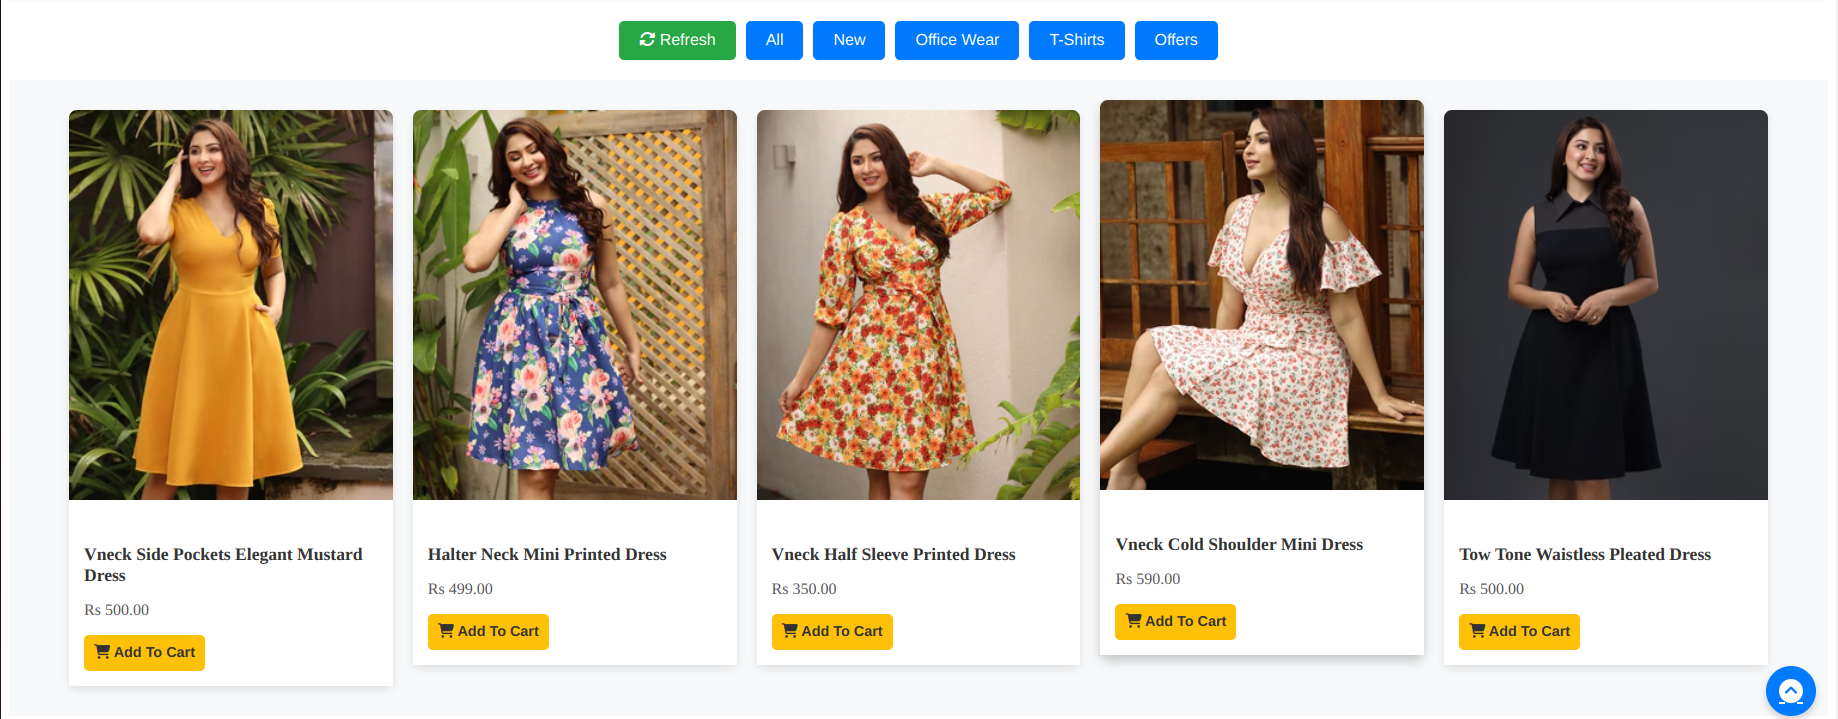 Refresh
All
New
Office Wear
T-Shirts
Offers
Vneck Side Pockets Elegant Mustard
Dress
Rs 500.00
Add To Cart
Halter Neck Mini Printed Dress
Rs 499.00
Add To Cart
Vneck Half Sleeve Printed Dress
Rs 350.00
Add To Cart
Vneck Cold Shoulder Mini Dress
Rs 590.00
Add To Cart
Tow Tone Waistless Pleated Dress
Rs 500.00
Add To Cart